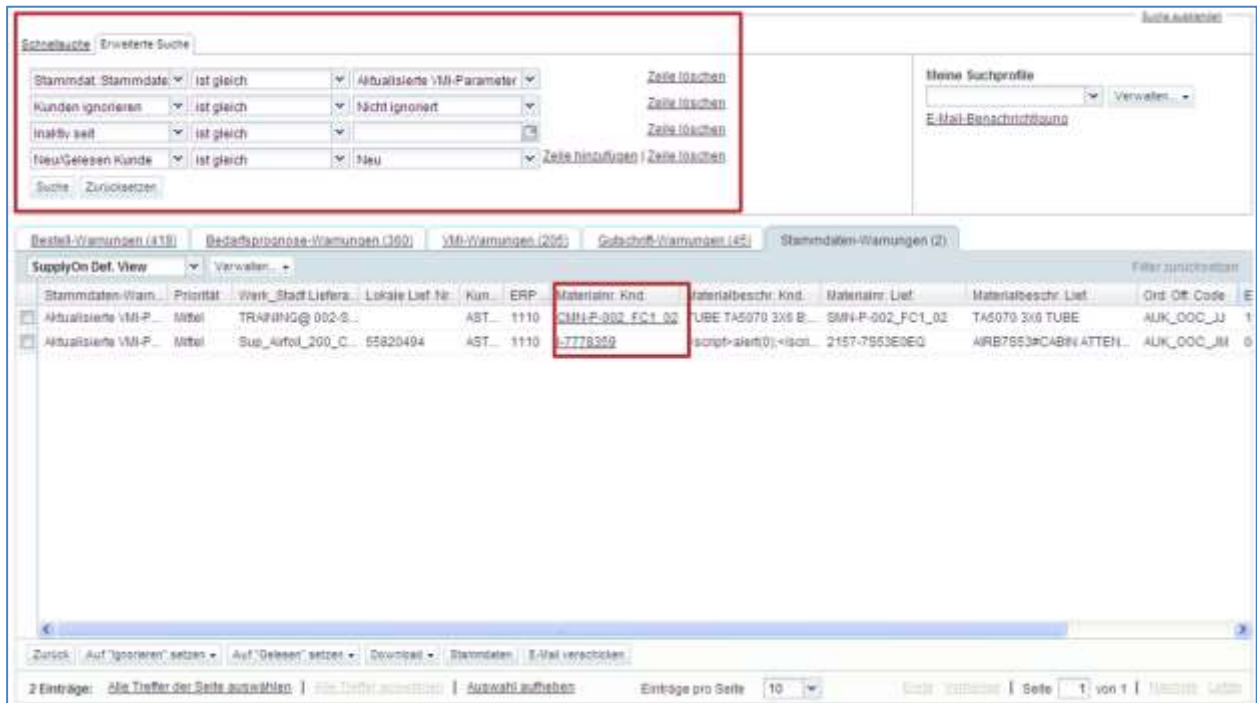 Suche ausblenden
Schnellsuche Erweiterte Suche
Stammdat. Stammdate ist gleich Aktualisierte VMI-Parameter Zeile löschen
Kunden ignorieren ist gleich Nicht ignoriert Zeile löschen
Inaktiv seit ist gleich Zeile löschen
Neu/Gelesen Kunde ist gleich Neu Zeile hinzufügen | Zeile löschen
Suche Zurücksetzen
Meine Suchprofile
Verwalten...
E-Mail-Benachrichtigung
Bestell-Warnungen (418) Bedarfsprognose-Warnungen (360) VMI-Warnungen (205) Gutschrift-Warnungen (45) Stammdaten-Warnungen (2)
SupplyOn Def. View Verwalten... Filter zurücksetzen
Stammdaten-Warn... Priorität Werk_Stadt Liefera... Lokale Lief. Nr. Kun... ERP... Materialnr. Knd. Materialbeschr. Knd. Materialnr. Lief. Materialbeschr. Lief. Ord. Off. Code E
Aktualisierte VMI-P... Mittel TRAINING@ 002-S... AST... 1110 CMN-P-002_FC1_02 TUBE TA5070 3X6 B... SMN-P-002_FC1_02 TA5070 3X6 TUBE AUK_OOC_JJ 1
Aktualisierte VMI-P... Mittel Sup_Airfoil_200_C... 55820494 AST... 1110 I-7778359 <script>alert(0);</scri... 2157-7S53E0EQ AIRB7S53#CABIN ATTEN... AUK_OOC_JM 0
Zurück Auf "Ignorieren" setzen Auf "Gelesen" setzen Download Stammdaten E-Mail verschicken
2 Einträge: Alle Treffer der Seite auswählen | Alle Treffer auswählen | Auswahl aufheben Einträge pro Seite 10 Erste Vorherige | Seite 1 von 1 | Nächste Letzte